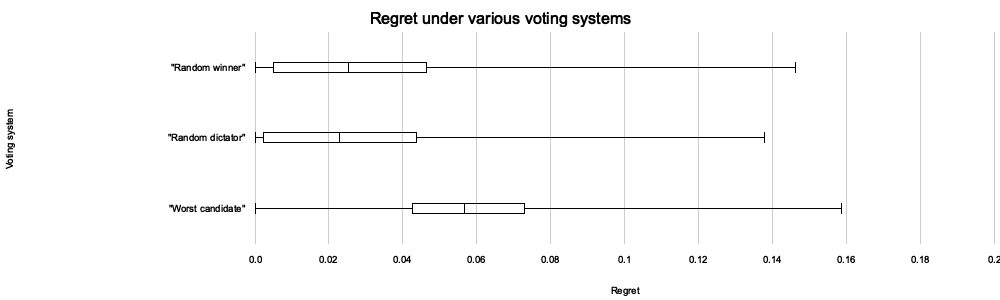 Regret under various voting systems
Voting system
"Random winner"
"Random dictator"
"Worst candidate"
0.0 0.02 0.04 0.06 0.08 0.1 0.12 0.14 0.16 0.18 0.2
Regret